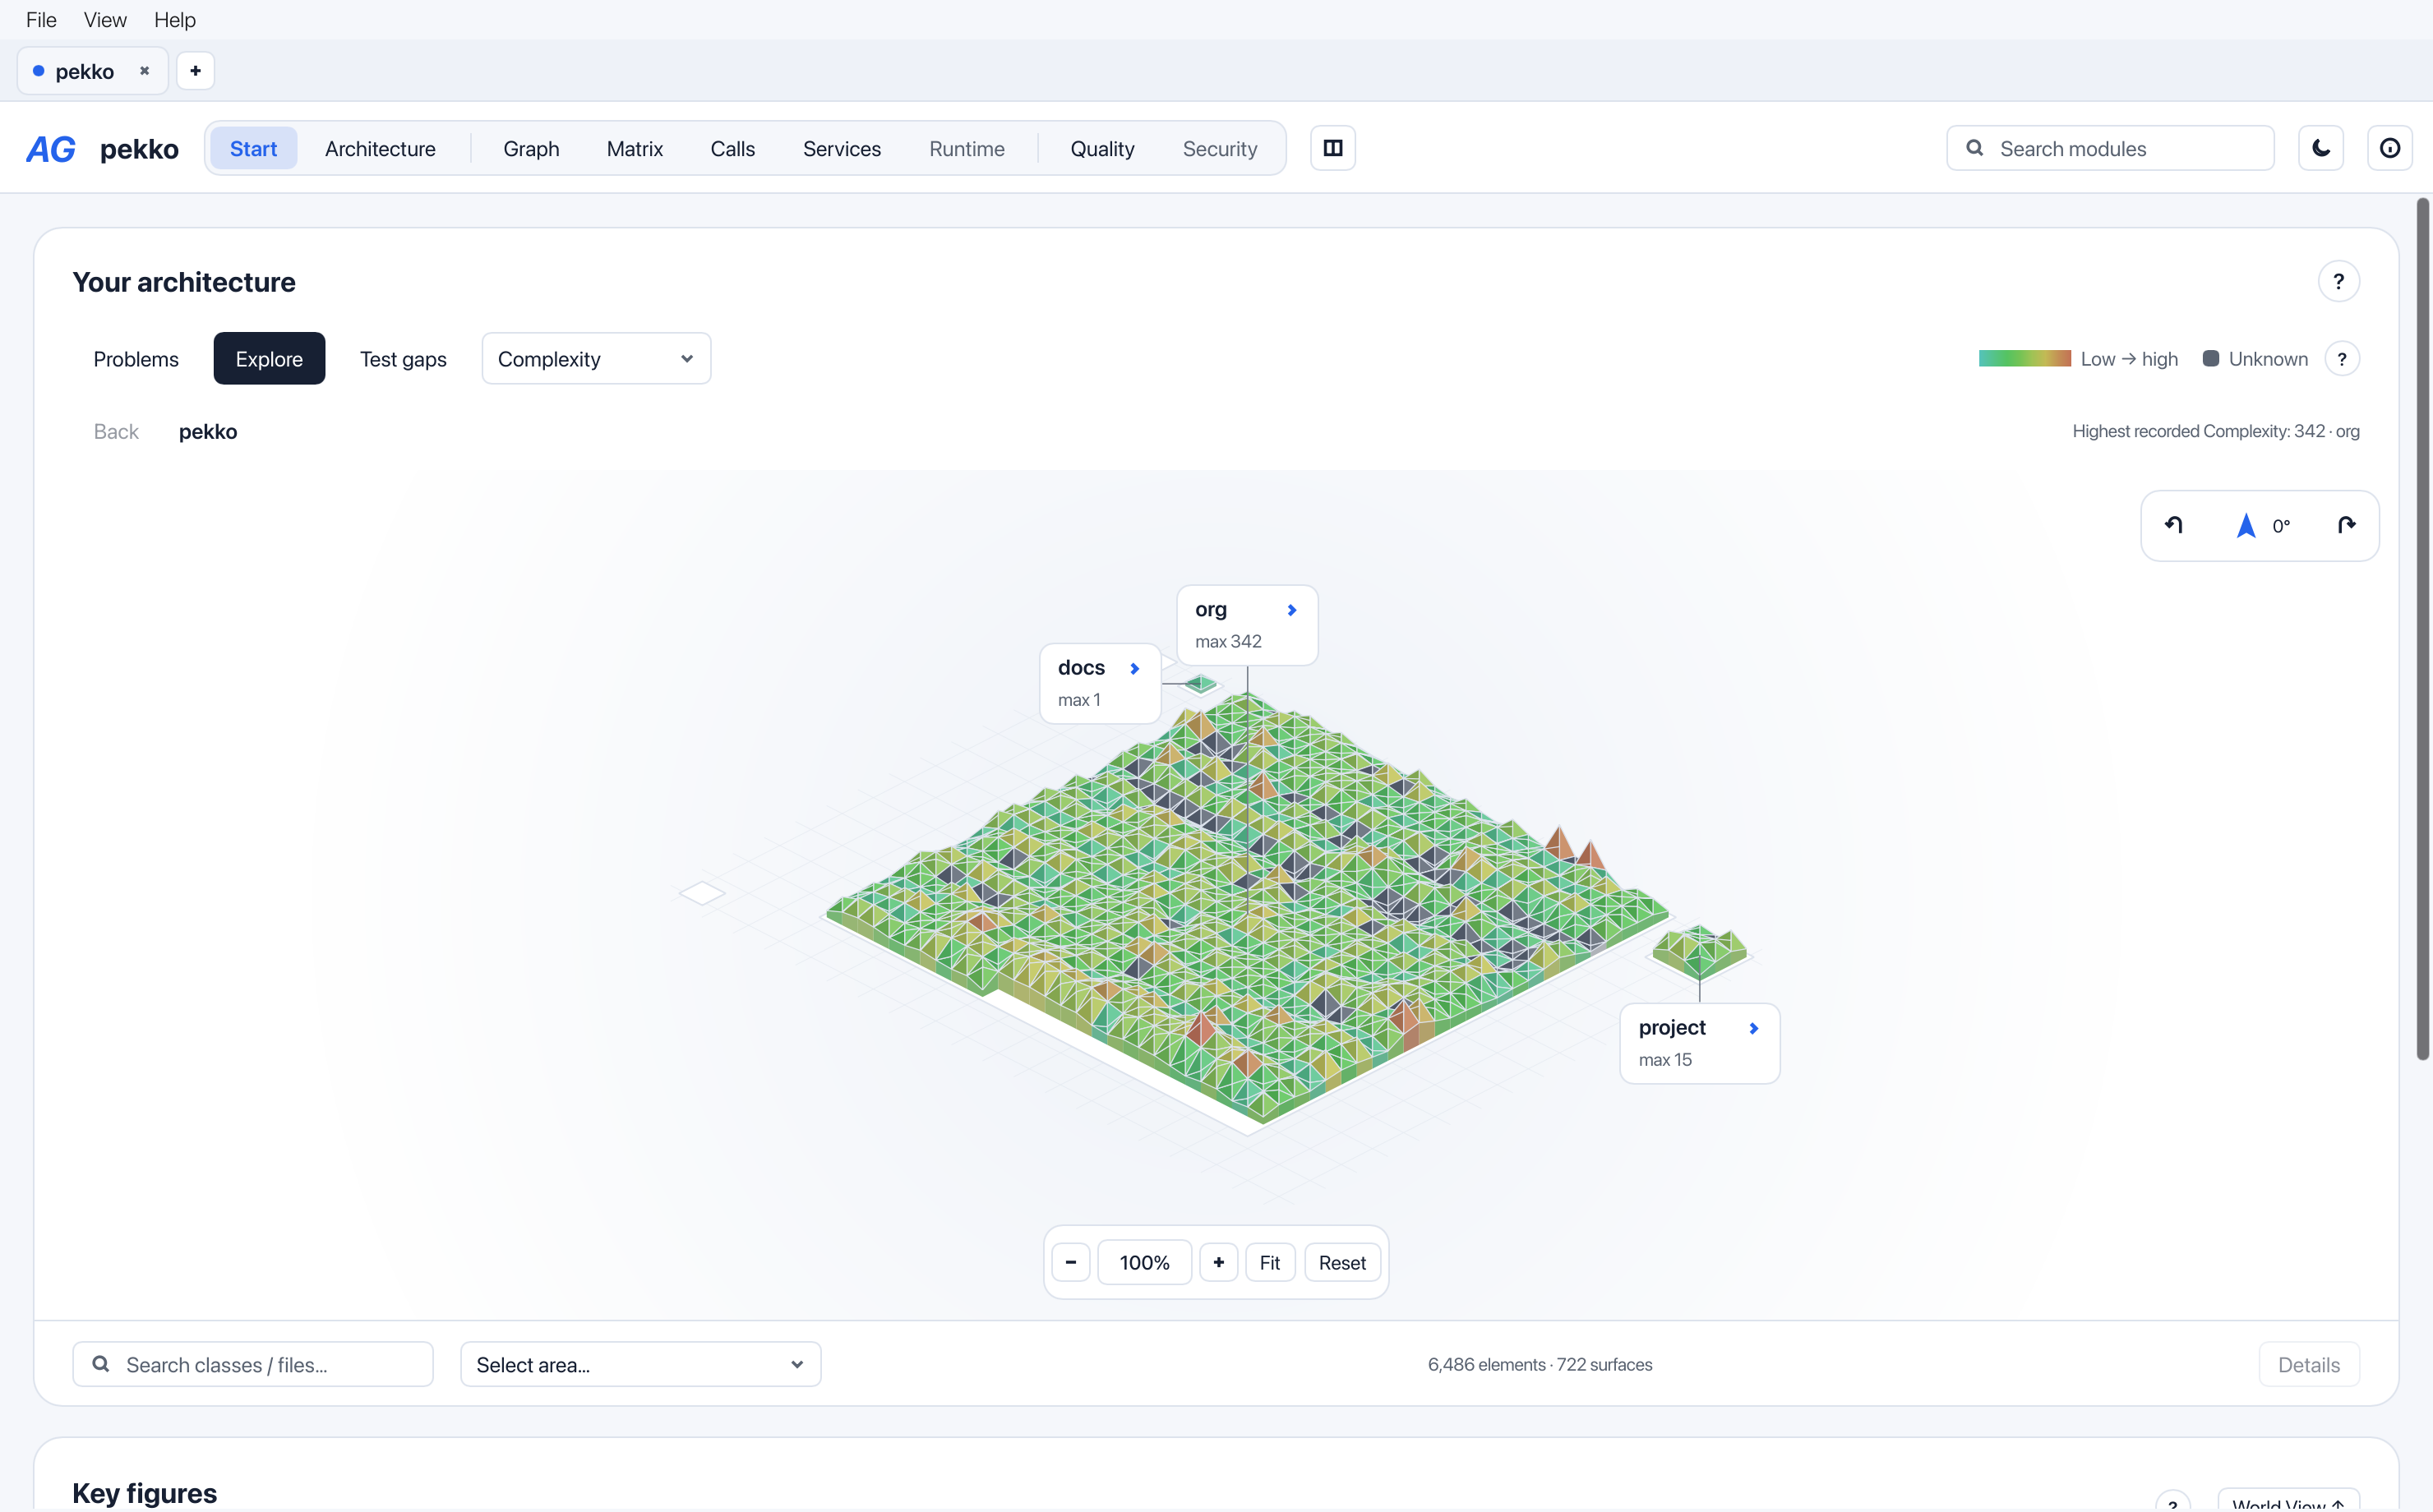 File View Help
pekko
AG pekko Start Architecture Graph Matrix Calls Services Runtime Quality Security Search modules
Your architecture ?
Problems Explore Test gaps Complexity Low → high Unknown ?
Back pekko Highest recorded Complexity: 342 · org
0°
org
max 342
docs
max 1
project
max 15
− 100% + Fit Reset
Search classes / files... Select area... 6,486 elements · 722 surfaces Details
Key figures ? World View ↑